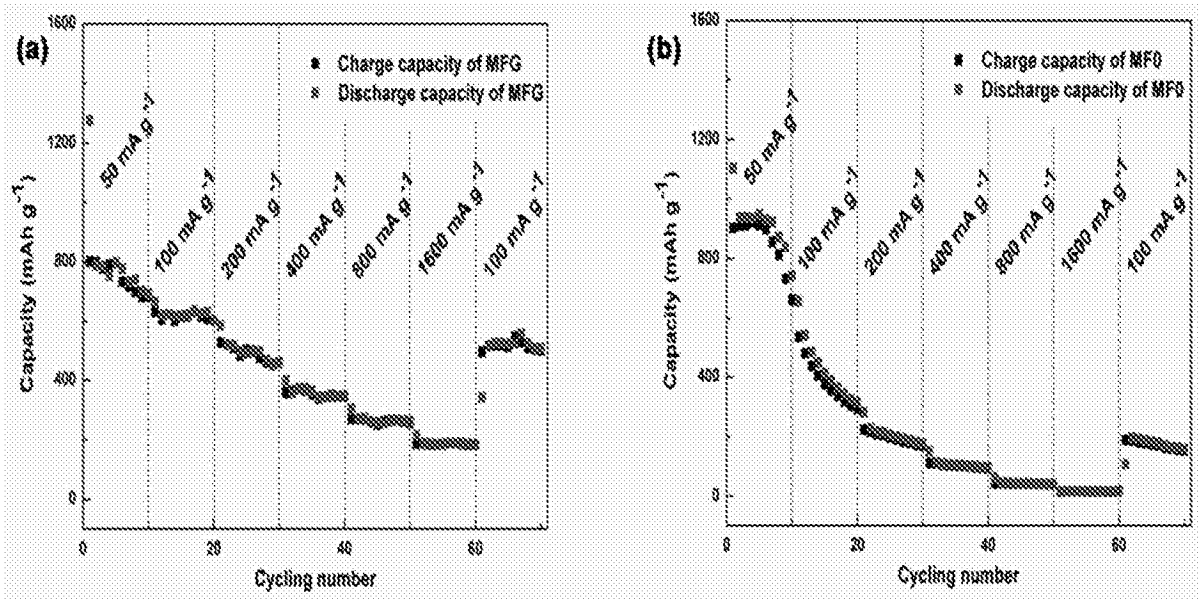 (a)
1600
1200
800
400
0
Capacity (mAh g⁻¹)
Charge capacity of MFG
Discharge capacity of MFG
50 mA g⁻¹
100 mA g⁻¹
200 mA g⁻¹
400 mA g⁻¹
800 mA g⁻¹
1600 mA g⁻¹
100 mA g⁻¹
0 20 40 60
Cycling number
(b)
1600
1200
800
400
0
Capacity (mAh g⁻¹)
Charge capacity of MF0
Discharge capacity of MF0
50 mA g⁻¹
100 mA g⁻¹
200 mA g⁻¹
400 mA g⁻¹
800 mA g⁻¹
1600 mA g⁻¹
100 mA g⁻¹
0 20 40 60
Cycling number